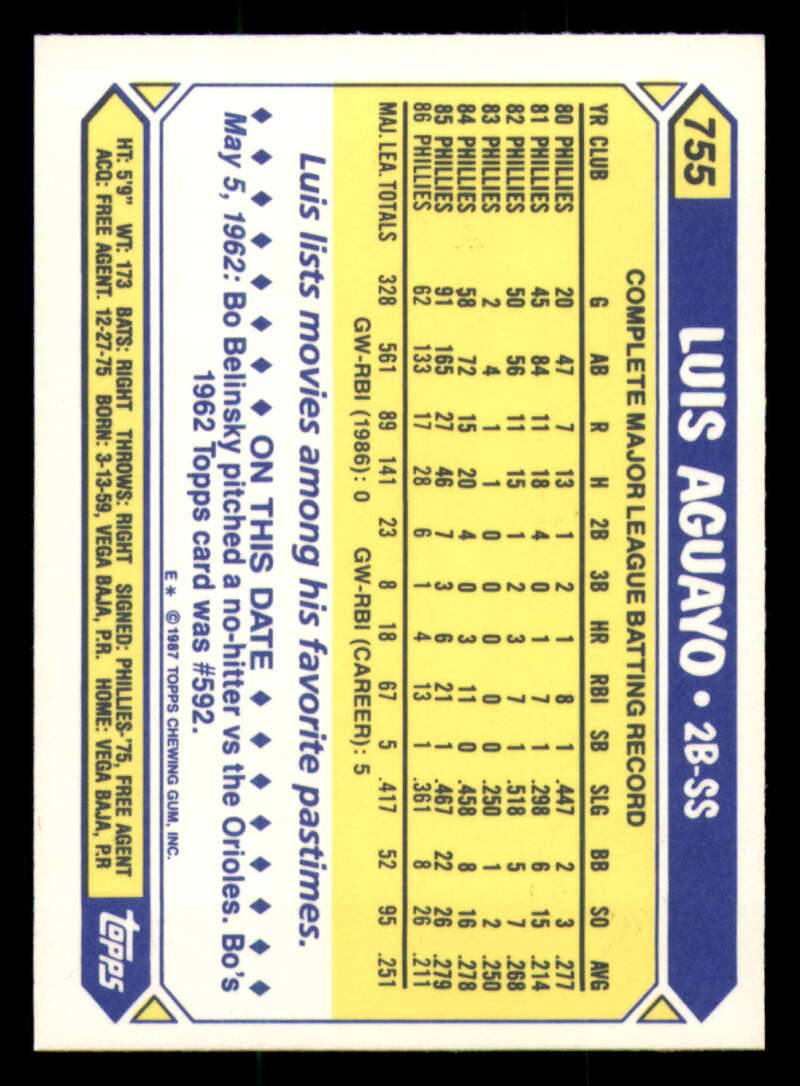 755 LUIS AGUAYO • 2B-SS
COMPLETE MAJOR LEAGUE BATTING RECORD
YR CLUB G AB R H 2B 3B HR RBI SB SLG BB SO AVG
80 PHILLIES 20 47 7 13 1 2 1 8 1 .447 2 3 .277
81 PHILLIES 45 84 11 18 4 0 1 7 1 .298 6 15 .214
82 PHILLIES 50 56 11 15 1 2 3 7 1 .518 5 7 .268
83 PHILLIES 2 4 1 1 0 0 0 0 0 .250 1 2 .250
84 PHILLIES 58 72 15 20 4 0 3 11 0 .458 8 16 .278
85 PHILLIES 91 165 27 46 7 3 6 21 1 .467 22 26 .279
86 PHILLIES 62 133 17 28 6 1 4 13 1 .361 8 26 .211
MAJ. LEA. TOTALS 328 561 89 141 23 8 18 67 5 .417 52 95 .251
GW-RBI (1986): 0 GW-RBI (CAREER): 5
Luis lists movies among his favorite pastimes.
◆ ◆ ◆ ◆ ◆ ◆ ◆ ◆ ON THIS DATE ◆ ◆ ◆ ◆ ◆ ◆ ◆ ◆
May 5, 1962: Bo Belinsky pitched a no-hitter vs the Orioles. Bo's
1962 Topps card was #592.
E * ©1987 TOPPS CHEWING GUM, INC.
HT: 5'9" WT: 173 BATS: RIGHT THROWS: RIGHT SIGNED: PHILLIES-'75, FREE AGENT
ACQ: FREE AGENT. 12-27-75 BORN: 3-13-59, VEGA BAJA, P.R. HOME: VEGA BAJA, P.R
topps